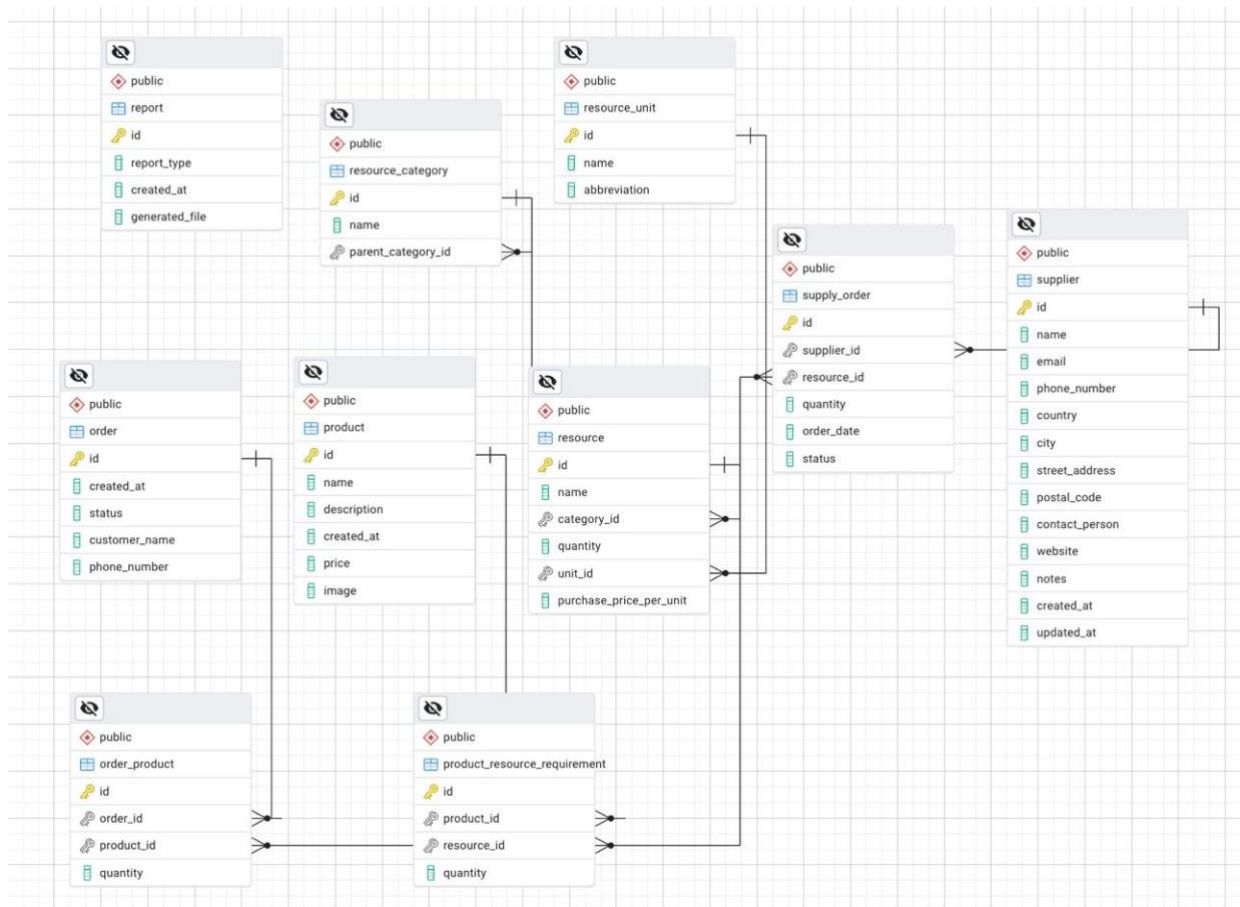 public
report
id
report_type
created_at
generated_file
public
resource_category
id
name
parent_category_id
public
resource_unit
id
name
abbreviation
public
supply_order
id
supplier_id
resource_id
quantity
order_date
status
public
supplier
id
name
email
phone_number
country
city
street_address
postal_code
contact_person
website
notes
created_at
updated_at
public
order
id
created_at
status
customer_name
phone_number
public
product
id
name
description
created_at
price
image
public
resource
id
name
category_id
quantity
unit_id
purchase_price_per_unit
public
order_product
id
order_id
product_id
quantity
public
product_resource_requirement
id
product_id
resource_id
quantity